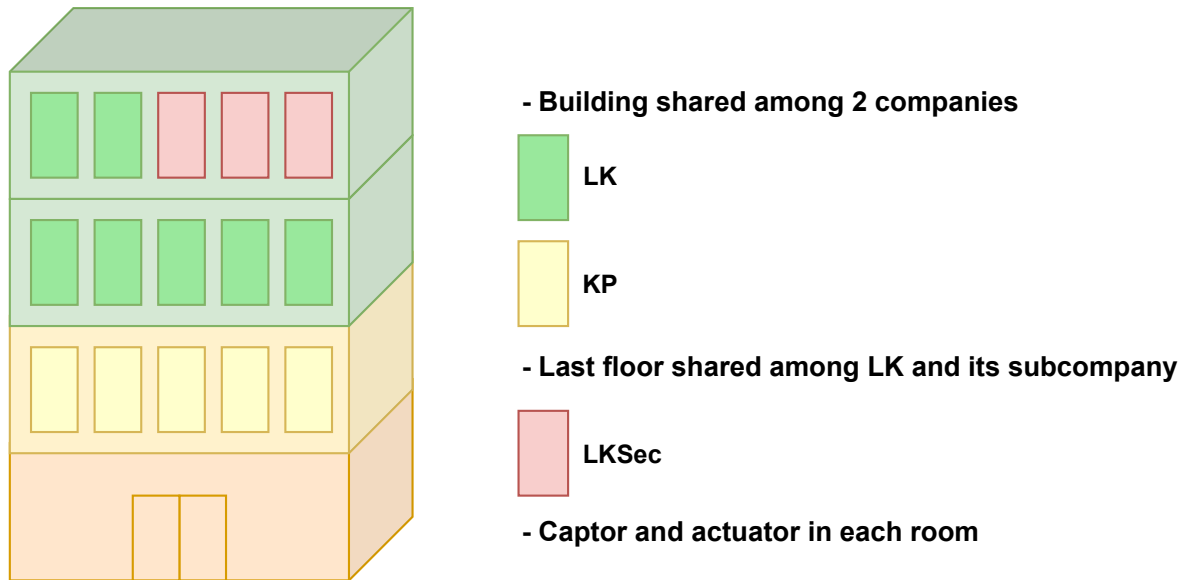 - Building shared among 2 companies
LK
KP
- Last floor shared among LK and its subcompany
LKSec
- Captor and actuator in each room